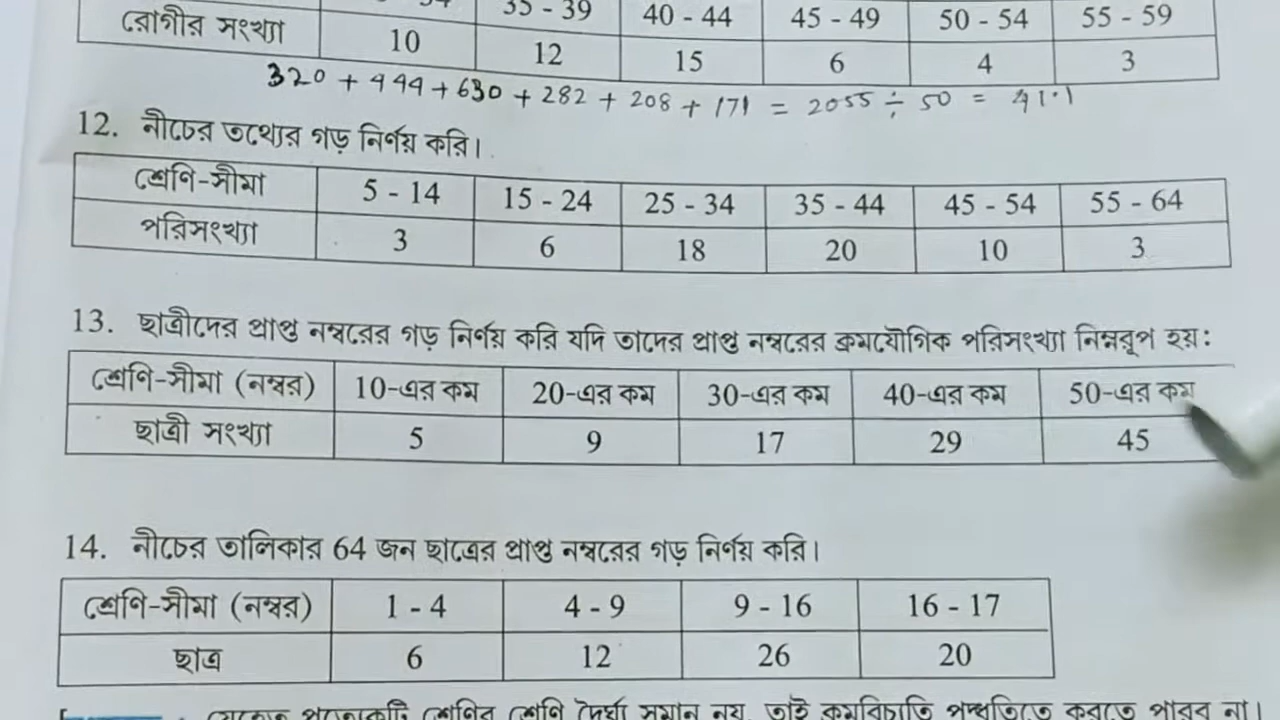 35 - 39 40 - 44 45 - 49 50 - 54 55 - 59
রোগীর সংখ্যা 10 12 15 6 4 3
320 + 444 + 630 + 282 + 208 + 171 = 2055 ÷ 50 = 41.1
12. নীচের তথ্যের গড় নির্ণয় করি।
শ্রেণি-সীমা 5 - 14 15 - 24 25 - 34 35 - 44 45 - 54 55 - 64
পরিসংখ্যা 3 6 18 20 10 3
13. ছাত্রীদের প্রাপ্ত নম্বরের গড় নির্ণয় করি যদি তাদের প্রাপ্ত নম্বরের ক্রমযৌগিক পরিসংখ্যা নিম্নরূপ হয়:
শ্রেণি-সীমা (নম্বর) 10-এর কম 20-এর কম 30-এর কম 40-এর কম 50-এর কম
ছাত্রী সংখ্যা 5 9 17 29 45
14. নীচের তালিকার 64 জন ছাত্রের প্রাপ্ত নম্বরের গড় নির্ণয় করি।
শ্রেণি-সীমা (নম্বর) 1 - 4 4 - 9 9 - 16 16 - 17
ছাত্র 6 12 26 20
শ্রেণির শ্রেণি দৈর্ঘ্য সমান নয়, তাই ক্রমবিচ্যুতি পদ্ধতিতে করতে পারব না।